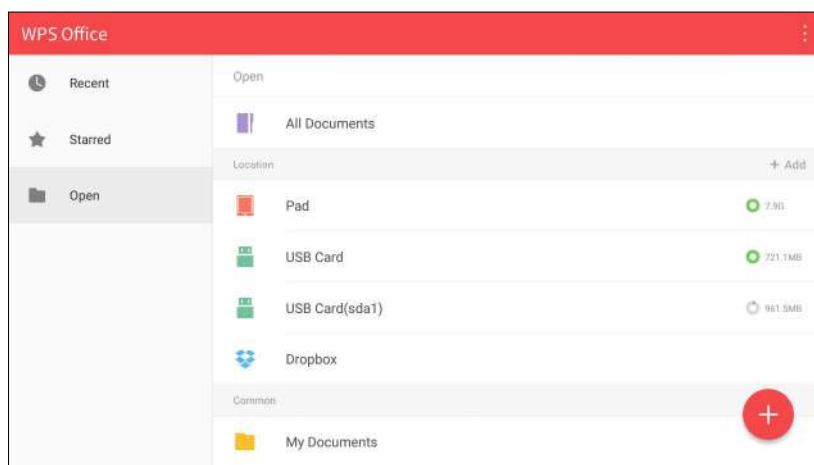 WPS Office
Recent
Starred
Open
Open
All Documents
Location
+ Add
Pad
7.9G
USB Card
721.1MB
USB Card(sda1)
961.5MB
Dropbox
Common
My Documents